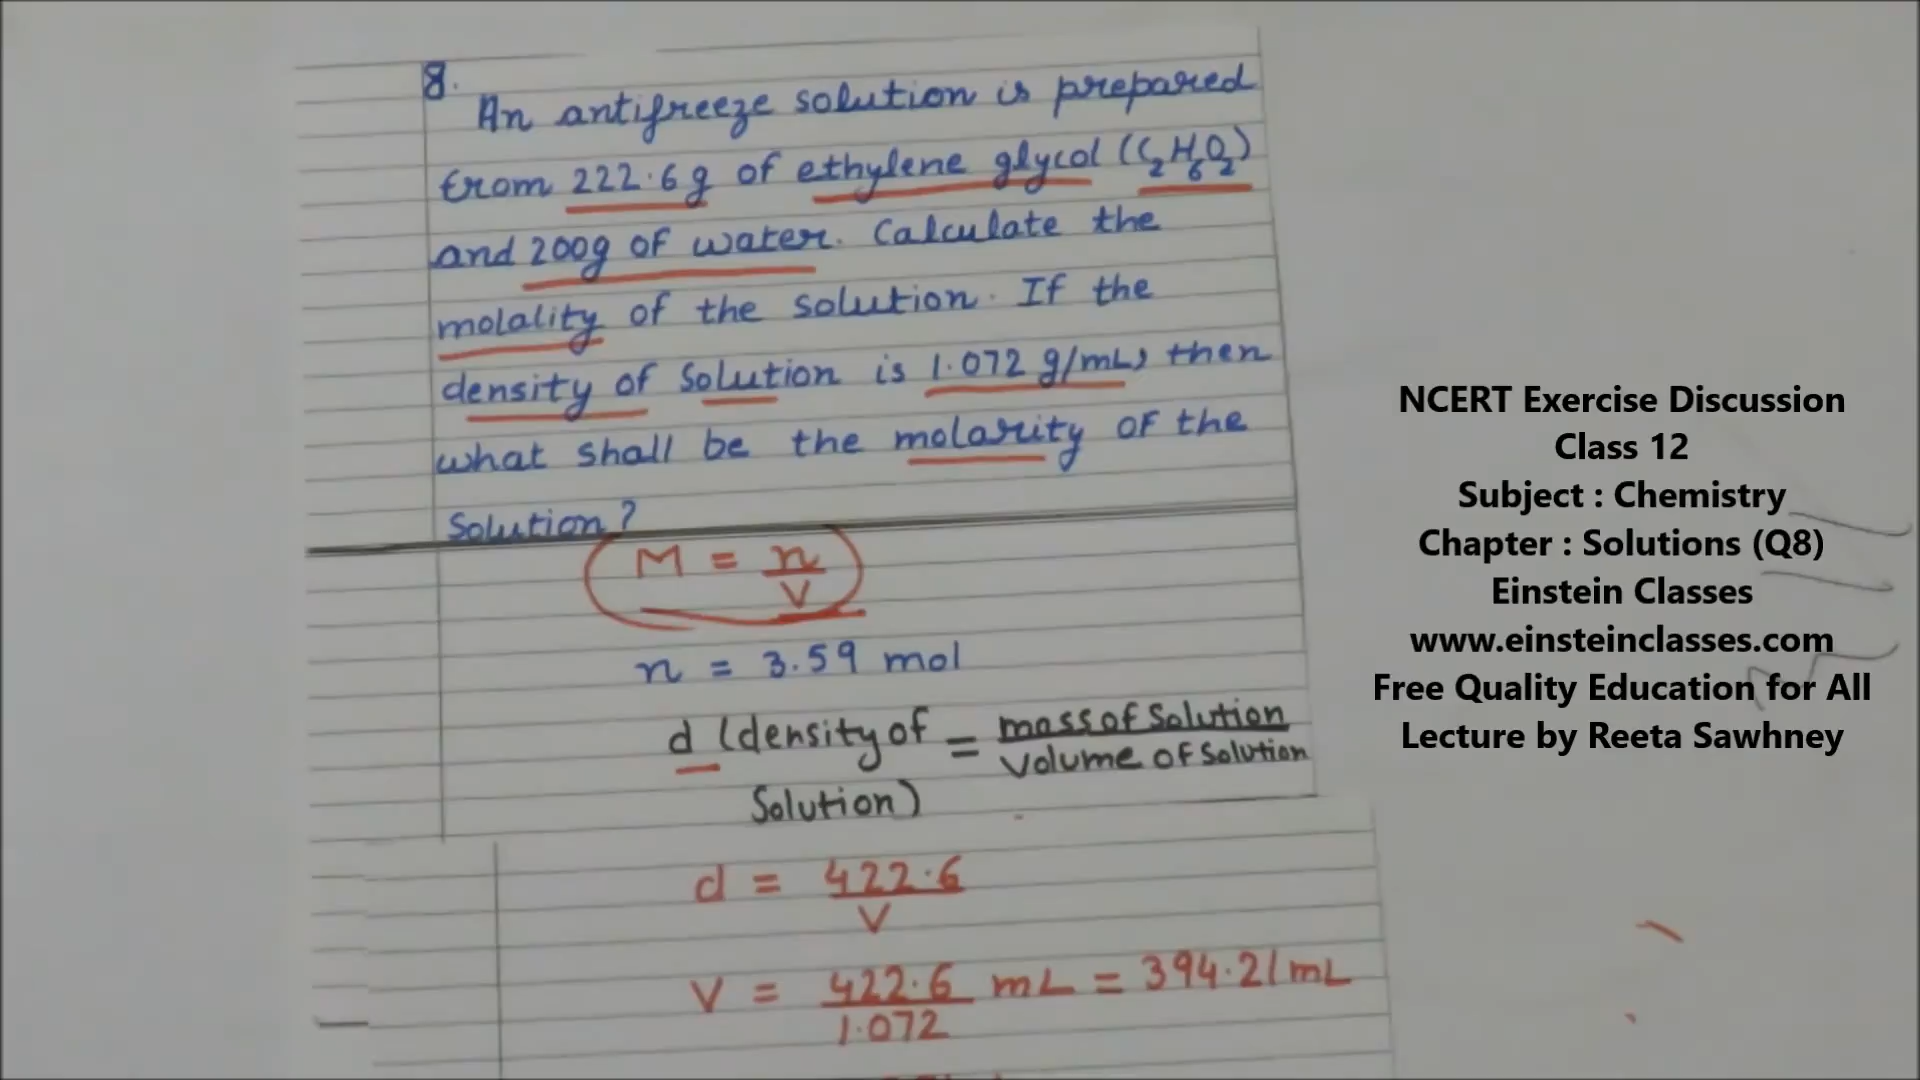 8.
An antifreeze solution is prepared
from 222.6g of ethylene glycol (C₂H₆O₂)
and 200g of water. Calculate the
molality of the solution. If the
density of solution is 1.072 g/mL, then
what shall be the molarity of the
solution?
M = n/V
n = 3.59 mol
d (density of solution) = mass of solution / volume of solution
d = 422.6 / V
V = 422.6 / 1.072 mL = 394.21mL
NCERT Exercise Discussion
Class 12
Subject : Chemistry
Chapter : Solutions (Q8)
Einstein Classes
www.einsteinclasses.com
Free Quality Education for All
Lecture by Reeta Sawhney